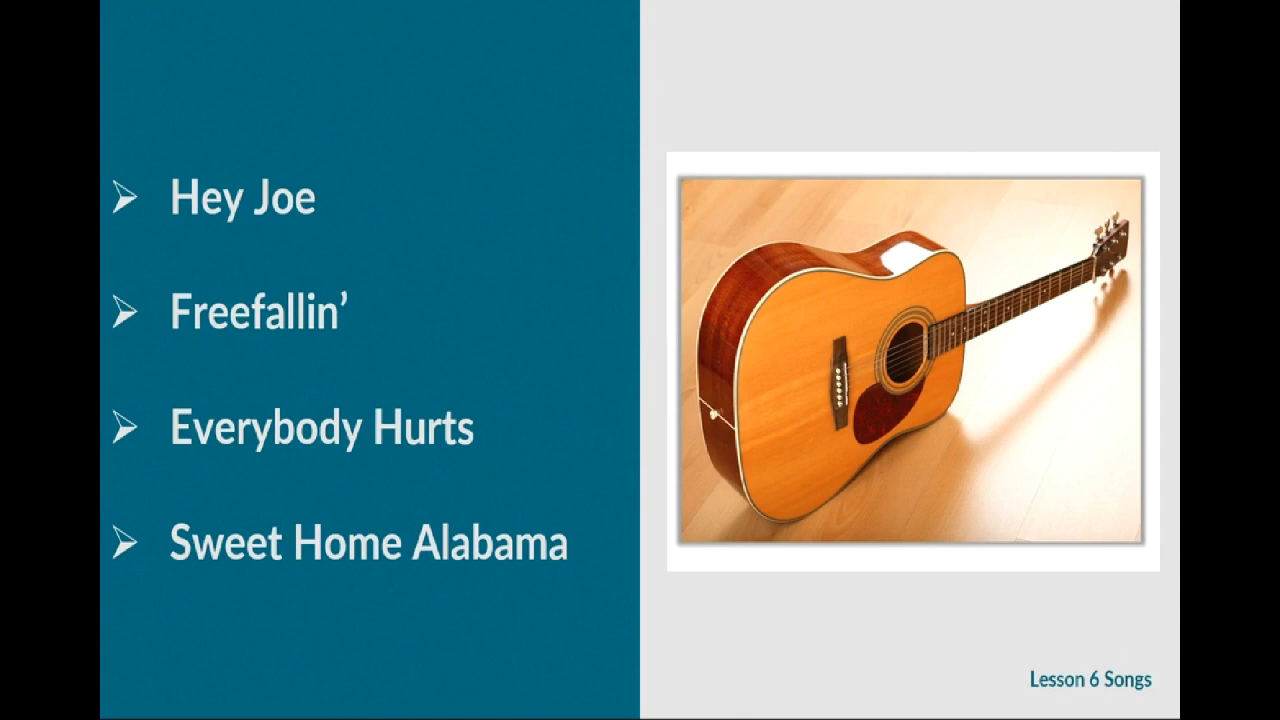 Hey Joe
Freefallin’
Everybody Hurts
Sweet Home Alabama
Lesson 6 Songs